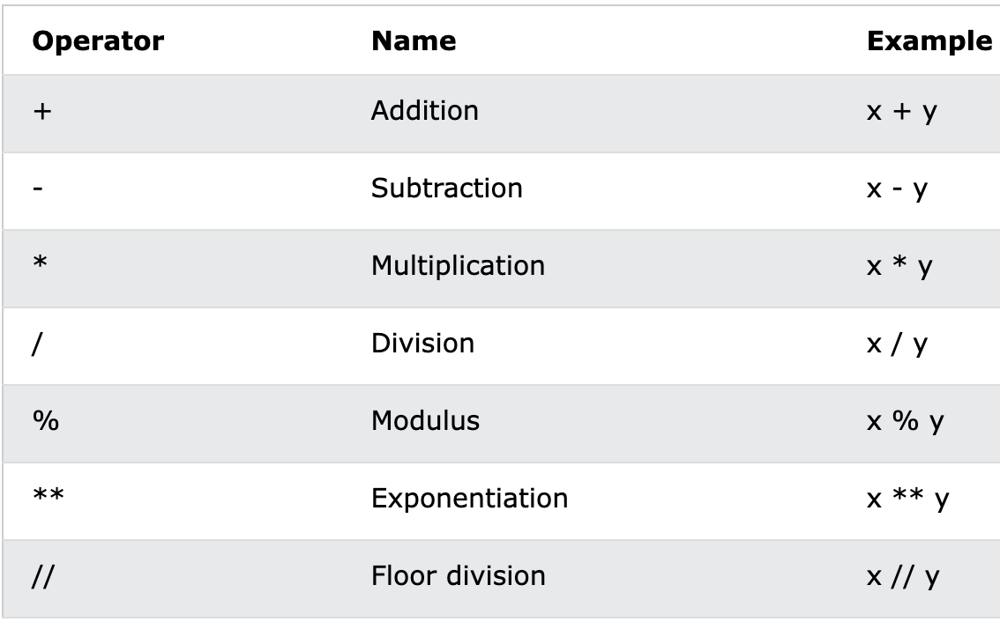 Operator Name Example
+ Addition x + y
- Subtraction x - y
* Multiplication x * y
/ Division x / y
% Modulus x % y
** Exponentiation x ** y
// Floor division x // y